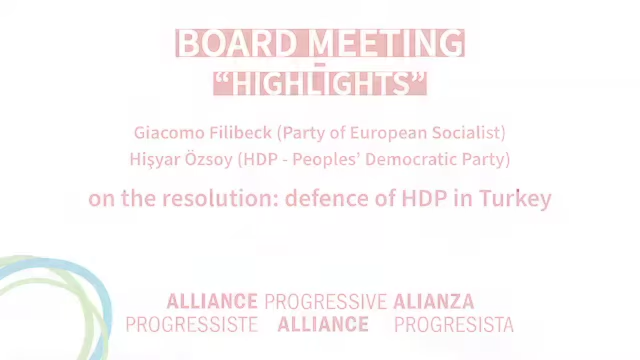 BOARD MEETING
–
“HIGHLIGHTS”
Giacomo Filibeck (Party of European Socialist)
Hişyar Özsoy (HDP - Peoples’ Democratic Party)
on the resolution: defence of HDP in Turkey
ALLIANCE PROGRESSIVE ALIANZA
PROGRESSISTE ALLIANCE PROGRESISTA